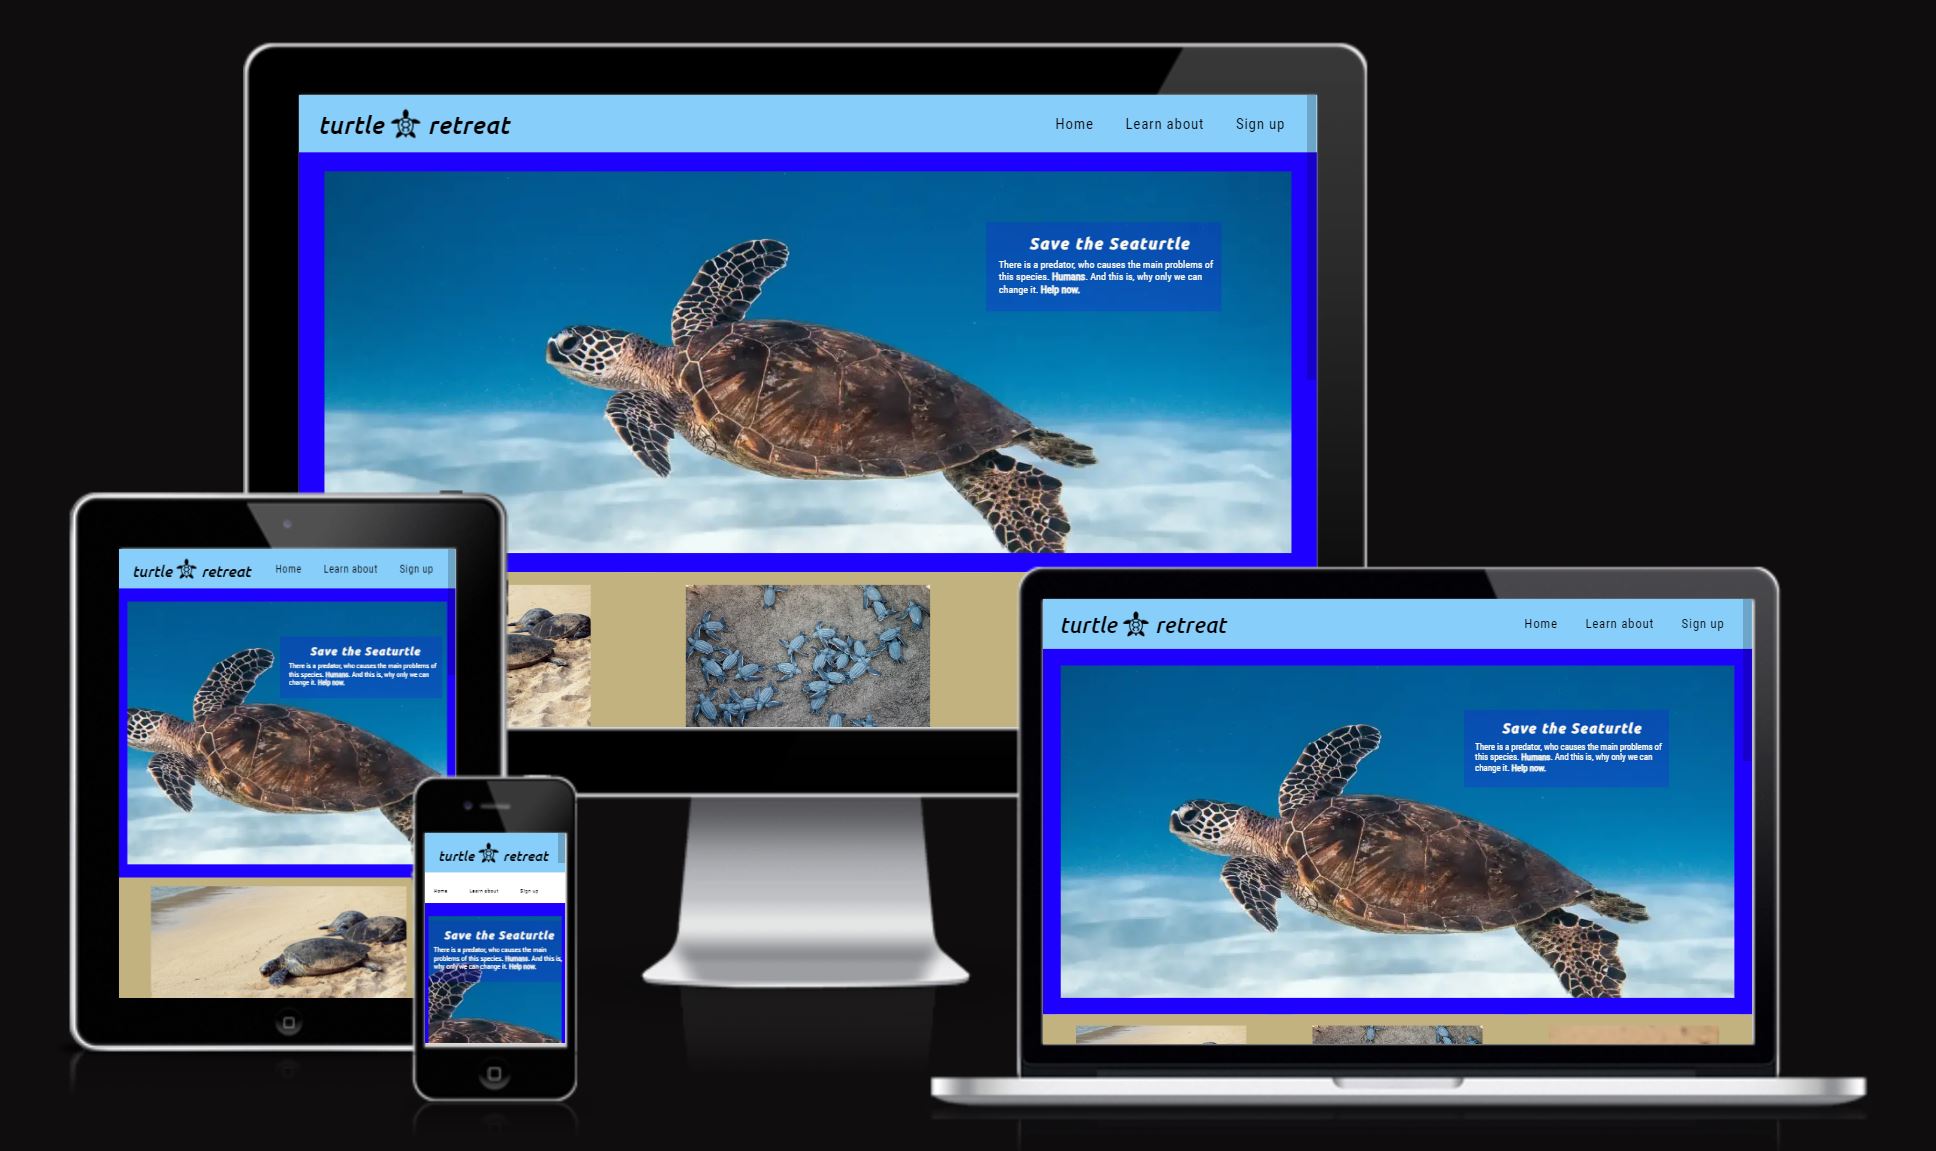 turtle retreat
Home Learn about Sign up
Save the Seaturtle
There is a predator, who causes the main problems of
this species. Humans. And this is, why only we can
change it. Help now.
turtle retreat
Home Learn about Sign up
Save the Seaturtle
There is a predator, who causes the main problems of
this species. Humans. And this is, why only we can
change it. Help now.
turtle retreat
Home Learn about Sign up
Save the Seaturtle
There is a predator, who causes the main
problems of this species. Humans. And this is,
why only we can change it. Help now.
turtle retreat
Home Learn about Sign up
Save the Seaturtle
There is a predator, who causes the main problems of
this species. Humans. And this is, why only we can
change it. Help now.